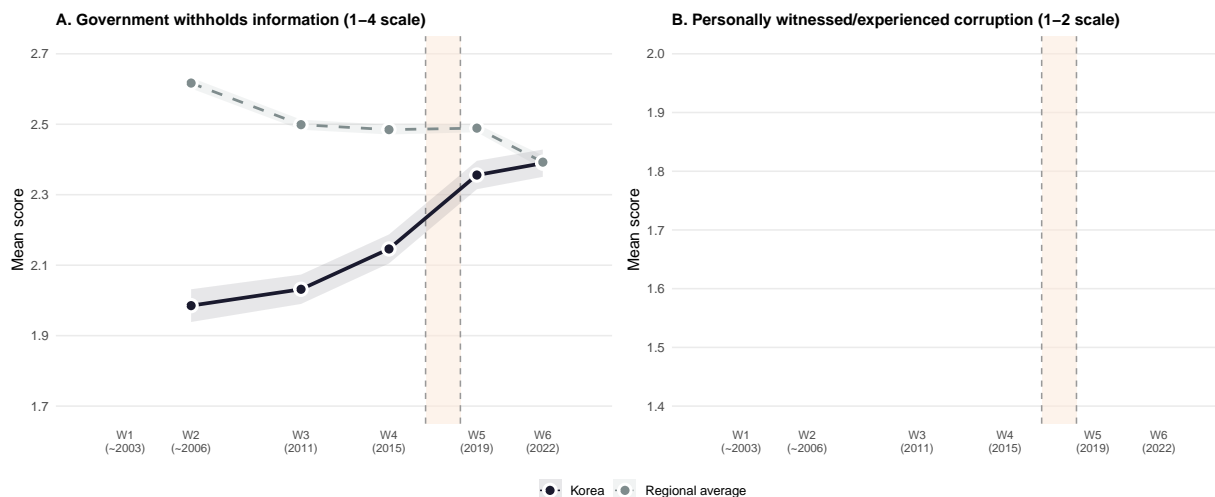 A. Government withholds information (1–4 scale)
2.7
2.5
2.3
2.1
1.9
1.7
Mean score
W1
(~2003)
W2
(~2006)
W3
(2011)
W4
(2015)
W5
(2019)
W6
(2022)
B. Personally witnessed/experienced corruption (1–2 scale)
2.0
1.9
1.8
1.7
1.6
1.5
1.4
Mean score
W1
(~2003)
W2
(~2006)
W3
(2011)
W4
(2015)
W5
(2019)
W6
(2022)
Korea
Regional average